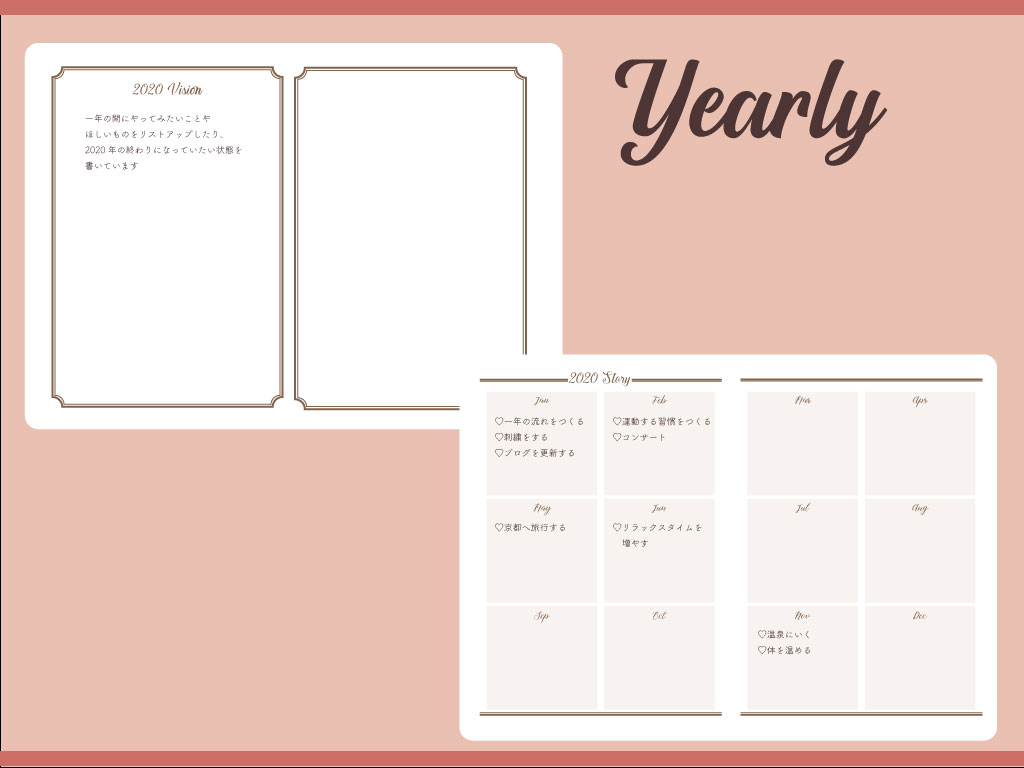 Yearly
2020 Vision
一年の間にやってみたいことや
ほしいものをリストアップしたり、
2020 年の終わりになっていたい状態を
書いています
2020 Story
Jan
♡一年の流れをつくる
♡刺繍をする
♡ブログを更新する
Feb
♡運動する習慣をつくる
♡コンサート
Mar
Apr
May
♡京都へ旅行する
Jun
♡リラックスタイムを
増やす
Jul
Aug
Sep
Oct
Nov
♡温泉にいく
♡体を温める
Dec